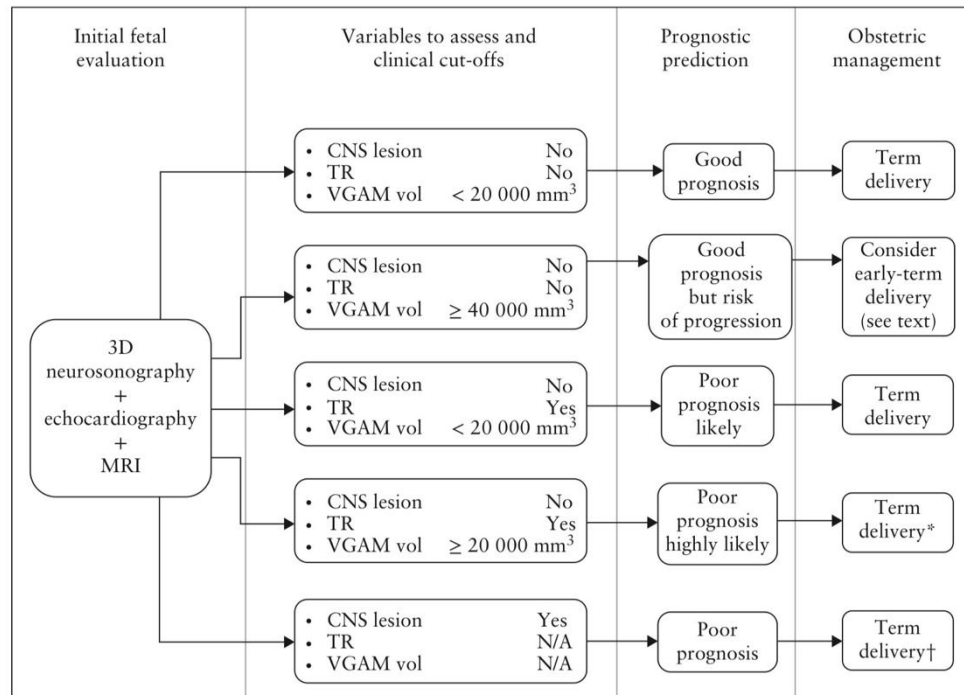 Initial fetal
evaluation
Variables to assess and
clinical cut-offs
Prognostic
prediction
Obstetric
management
3D
neurosonography
+
echocardiography
+
MRI
• CNS lesion No
• TR No
• VGAM vol < 20 000 mm³
Good
prognosis
Term
delivery
• CNS lesion No
• TR No
• VGAM vol ≥ 40 000 mm³
Good
prognosis
but risk
of progression
Consider
early-term
delivery
(see text)
• CNS lesion No
• TR Yes
• VGAM vol < 20 000 mm³
Poor
prognosis
likely
Term
delivery
• CNS lesion No
• TR Yes
• VGAM vol ≥ 20 000 mm³
Poor
prognosis
highly likely
Term
delivery*
• CNS lesion Yes
• TR N/A
• VGAM vol N/A
Poor
prognosis
Term
delivery†